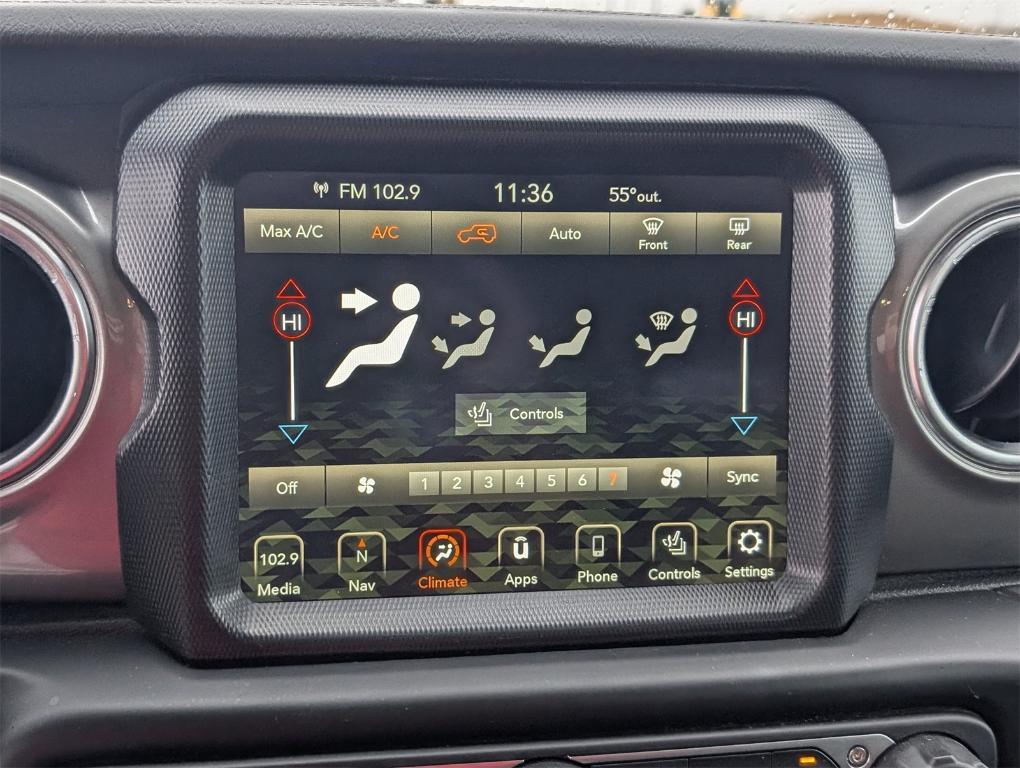 FM 102.9 11:36 55°out.
Max A/C A/C Auto Front Rear
HI HI
Controls
Off 1 2 3 4 5 6 7 Sync
102.9 N u
Media Nav Climate Apps Phone Controls Settings